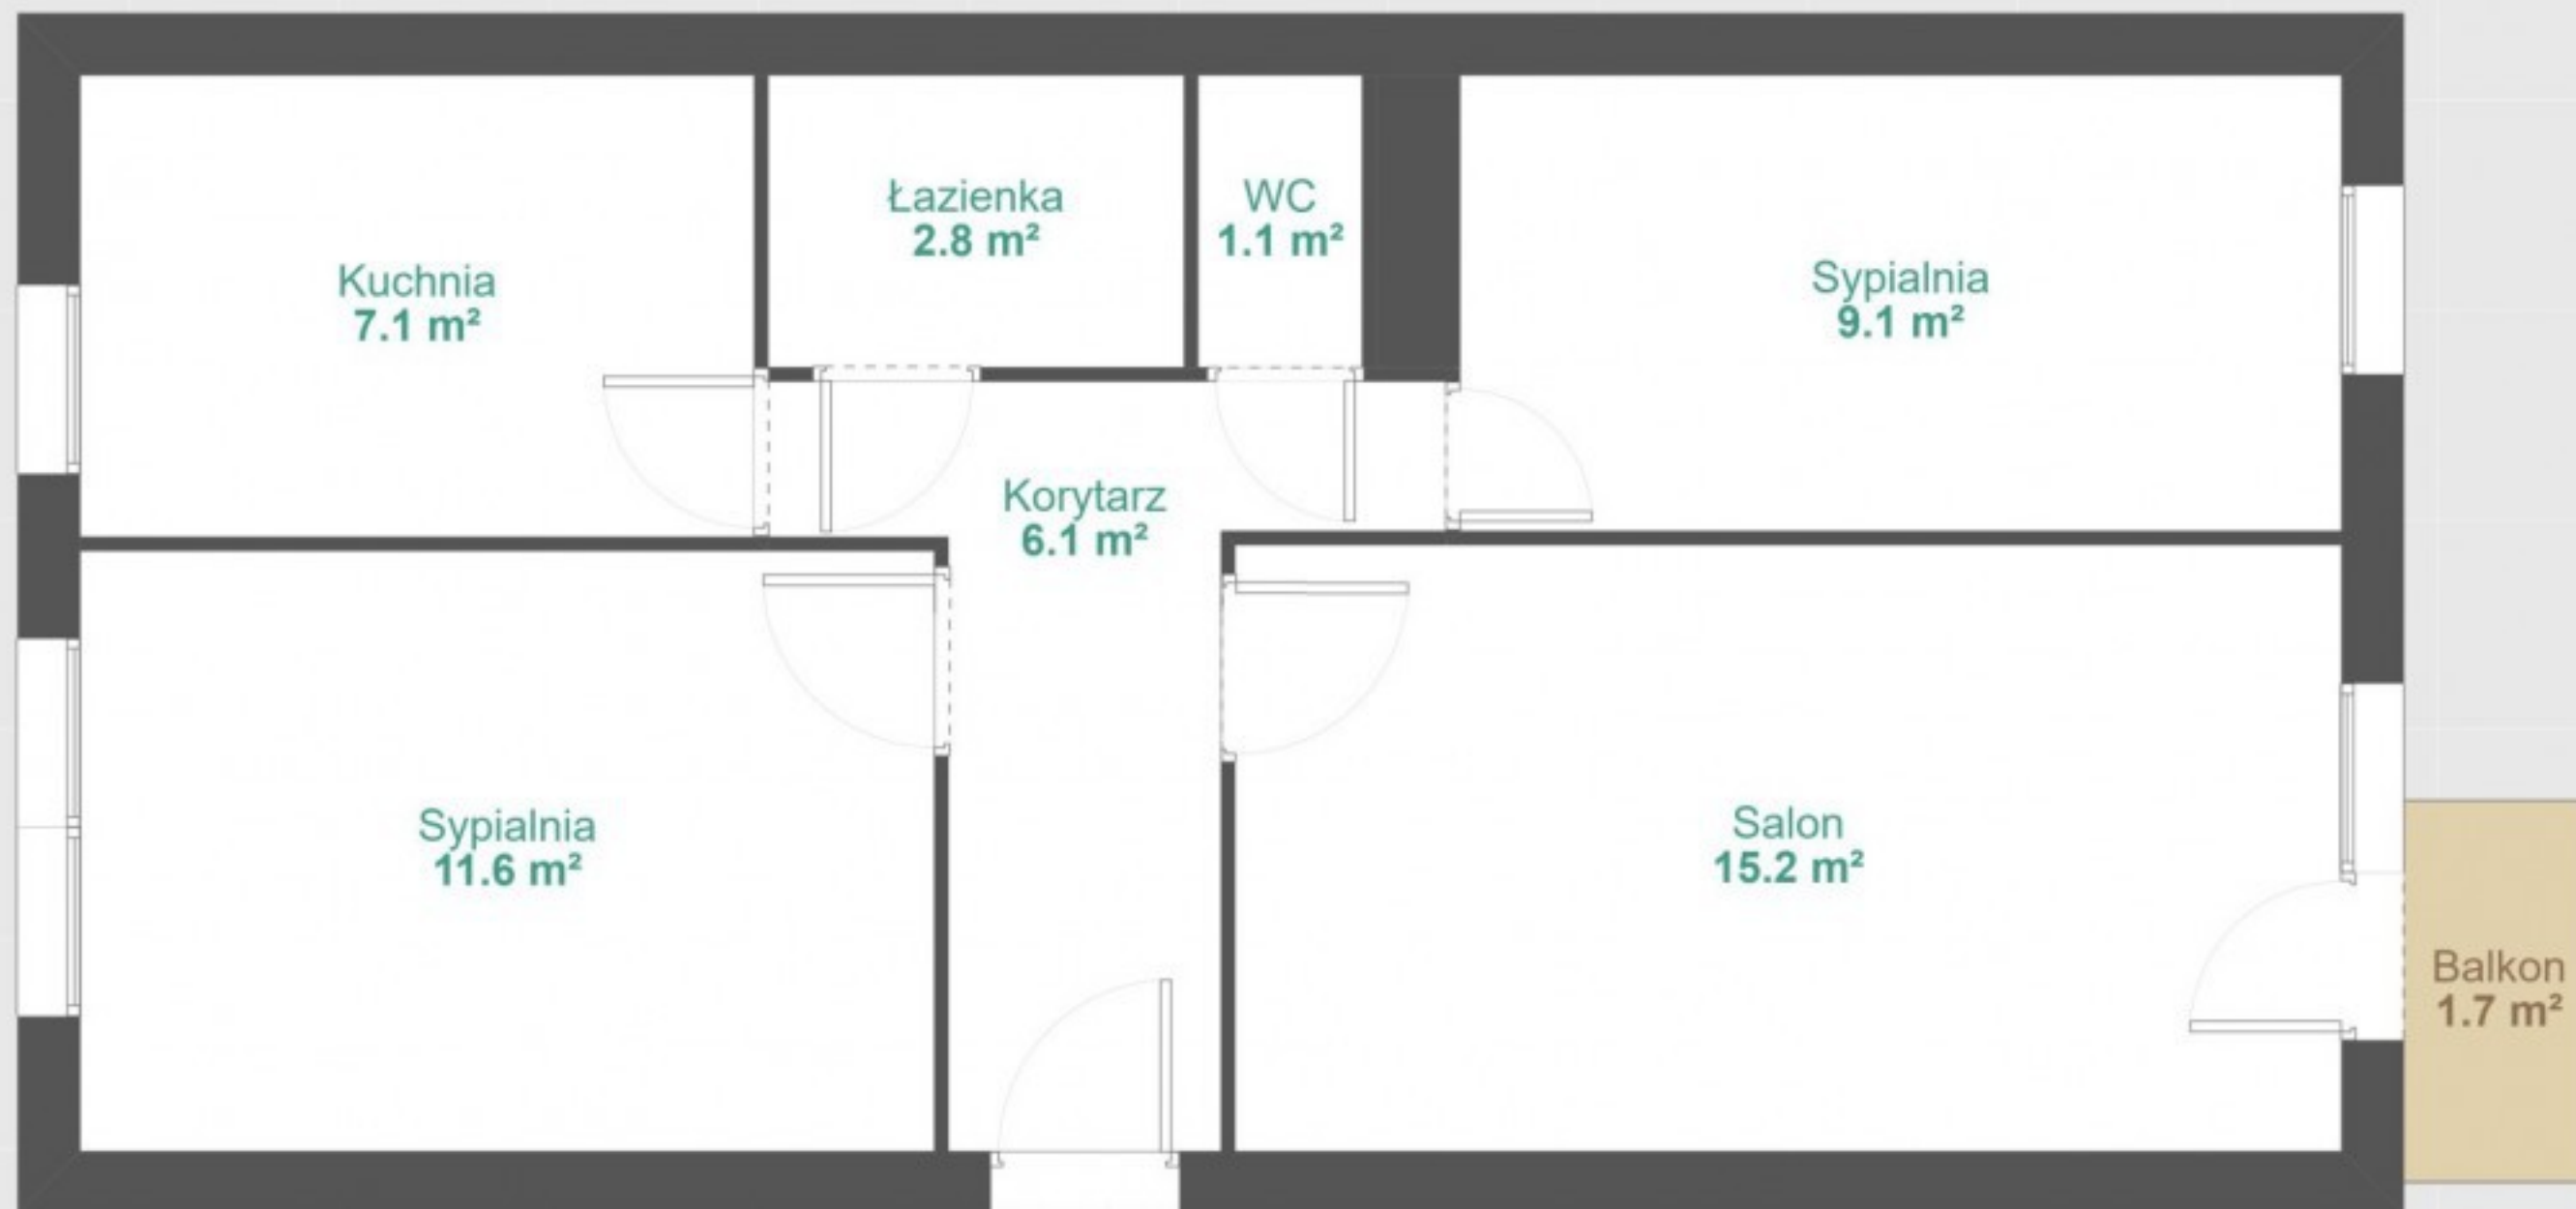 Kuchnia
7.1 m²
Łazienka
2.8 m²
WC
1.1 m²
Sypialnia
9.1 m²
Korytarz
6.1 m²
Sypialnia
11.6 m²
Salon
15.2 m²
Balkon
1.7 m²